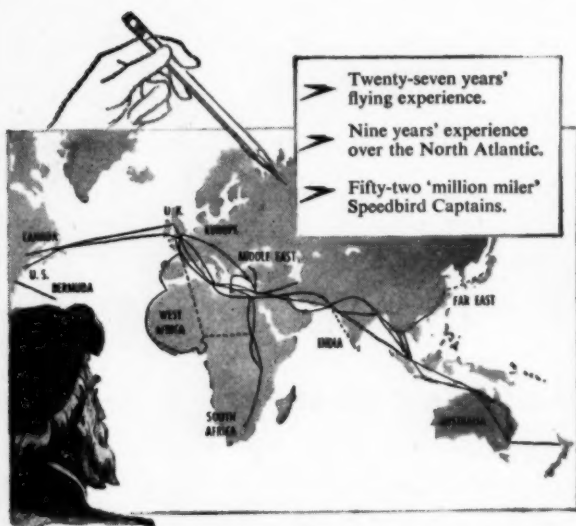 Twenty-seven years'
flying experience.
Nine years' experience
over the North Atlantic.
Fifty-two 'million miler'
Speedbird Captains.
U.K.
EUROPE
CANADA
MIDDLE EAST
U.S.
BERMUDA
FAR EAST
WEST
AFRICA
INDIA
SOUTH
AFRICA
AUSTRALIA